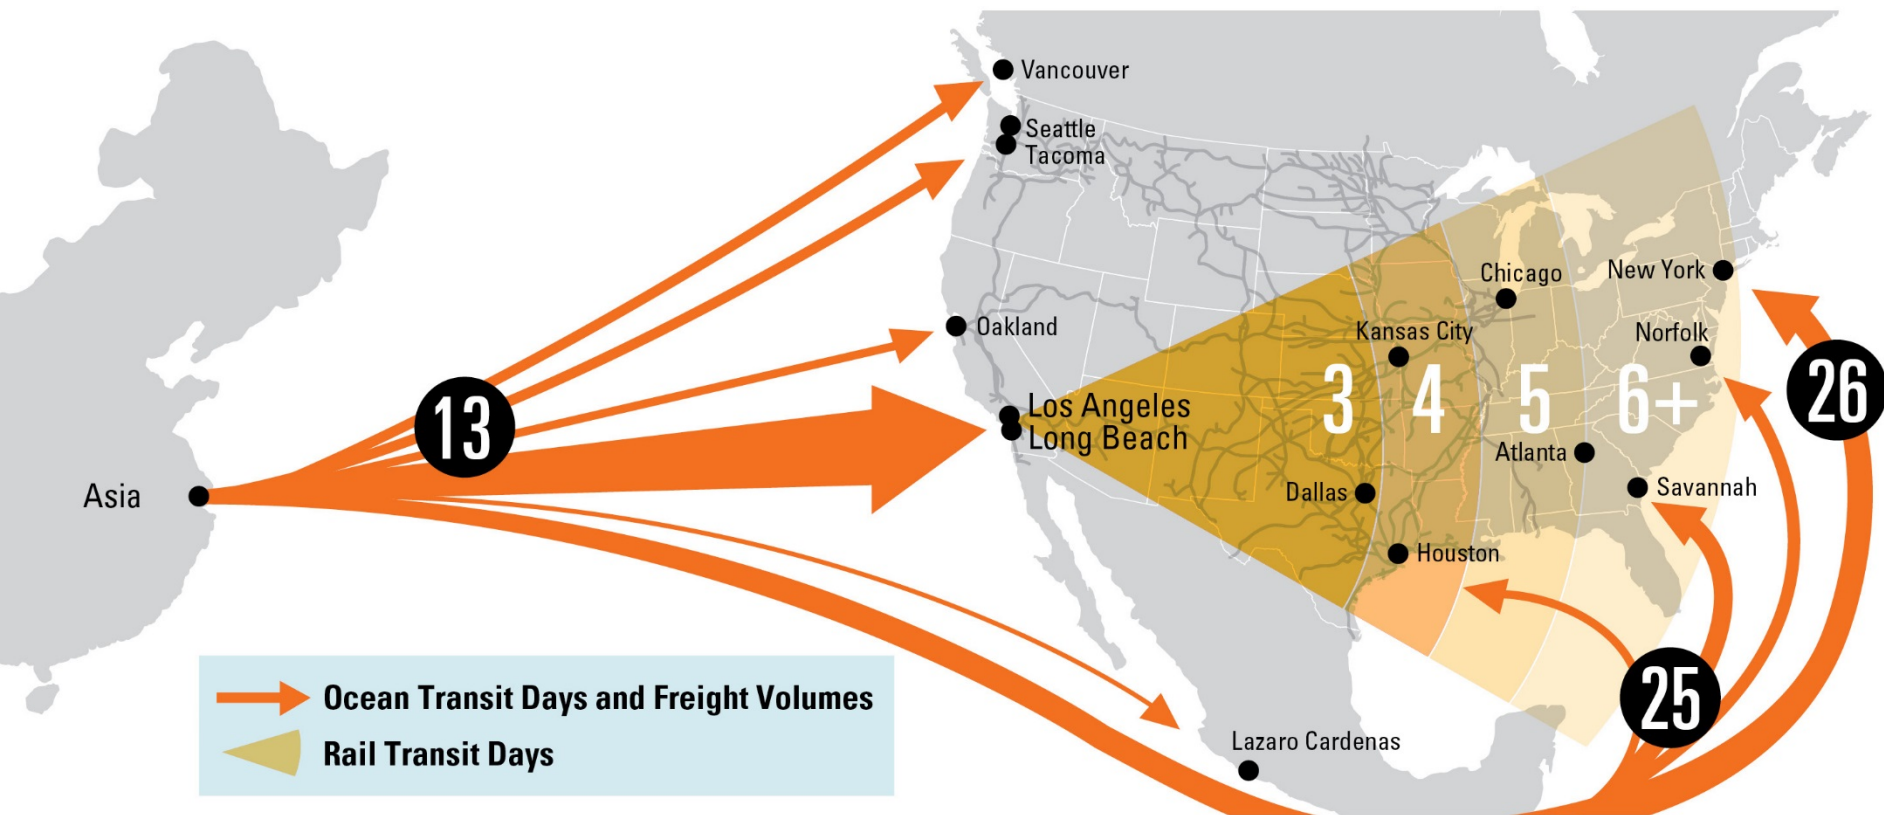 Vancouver
Seattle
Tacoma
Chicago
New York
Oakland
Kansas City
Norfolk
13
3
4
5
6+
26
Los Angeles
Long Beach
Atlanta
Asia
Dallas
Savannah
Houston
25
Ocean Transit Days and Freight Volumes
Rail Transit Days
Lazaro Cardenas